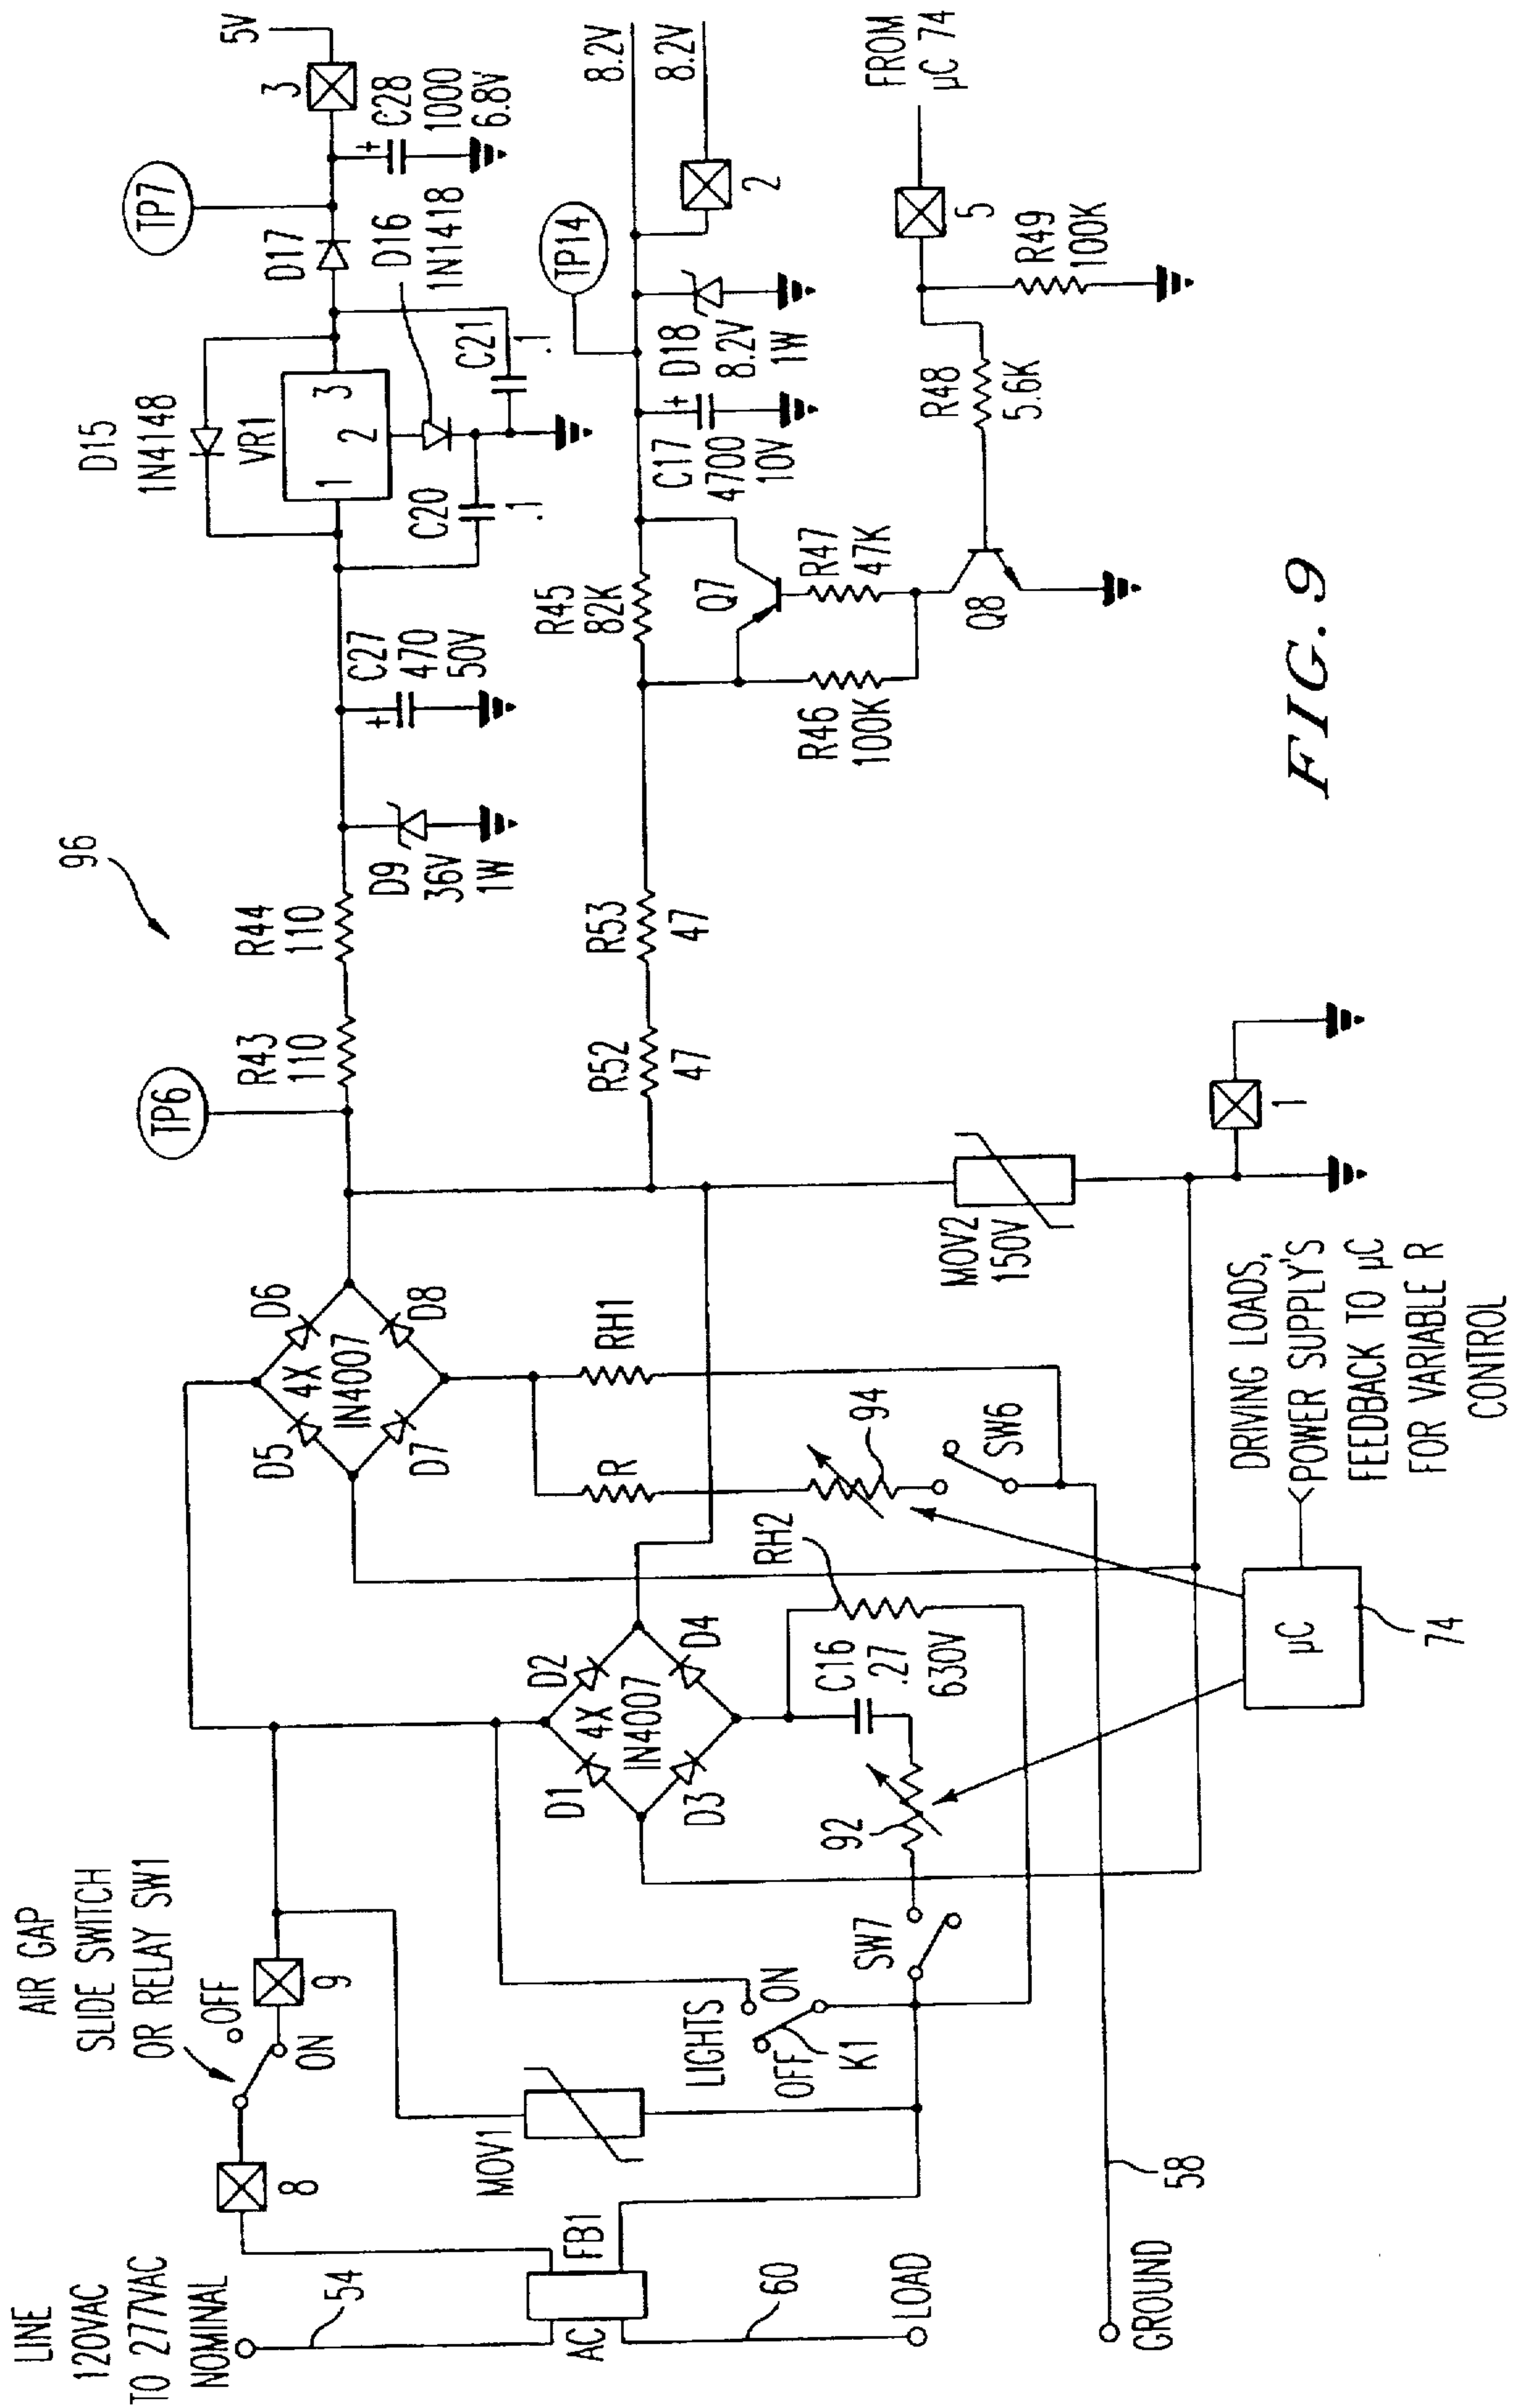 LINE
120VAC
TO 277VAC
NOMINAL
54
AC
FB1
60
LOAD
GROUND
58
8
AIR GAP
SLIDE SWITCH
OR RELAY SW1
OFF
ON
9
MOV1
LIGHTS
OFF
ON
K1
SW7
92
D1
D2
4X
IN4007
D3
D4
C16
.27
630V
RH2
D5
D6
4X
IN4007
D7
D8
R
RH1
94
SW6
µC
74
DRIVING LOADS,
POWER SUPPLY'S
FEEDBACK TO µC
FOR VARIABLE R
CONTROL
MOV2
150V
1
TP6
96
R43
110
R44
110
D9
36V
1W
+
C27
470
50V
D15
1N4148
VR1
1
2
3
C20
.1
C21
.1
D16
1N1418
D17
TP7
+
C28
1000
6.8V
3
5V
R52
47
R53
47
R45
82K
Q7
R46
100K
R47
47K
Q8
+
C17
4700
10V
D18
8.2V
1W
TP14
8.2V
8.2V
2
R48
5.6K
R49
100K
5
FROM
µC 74
FIG. 9